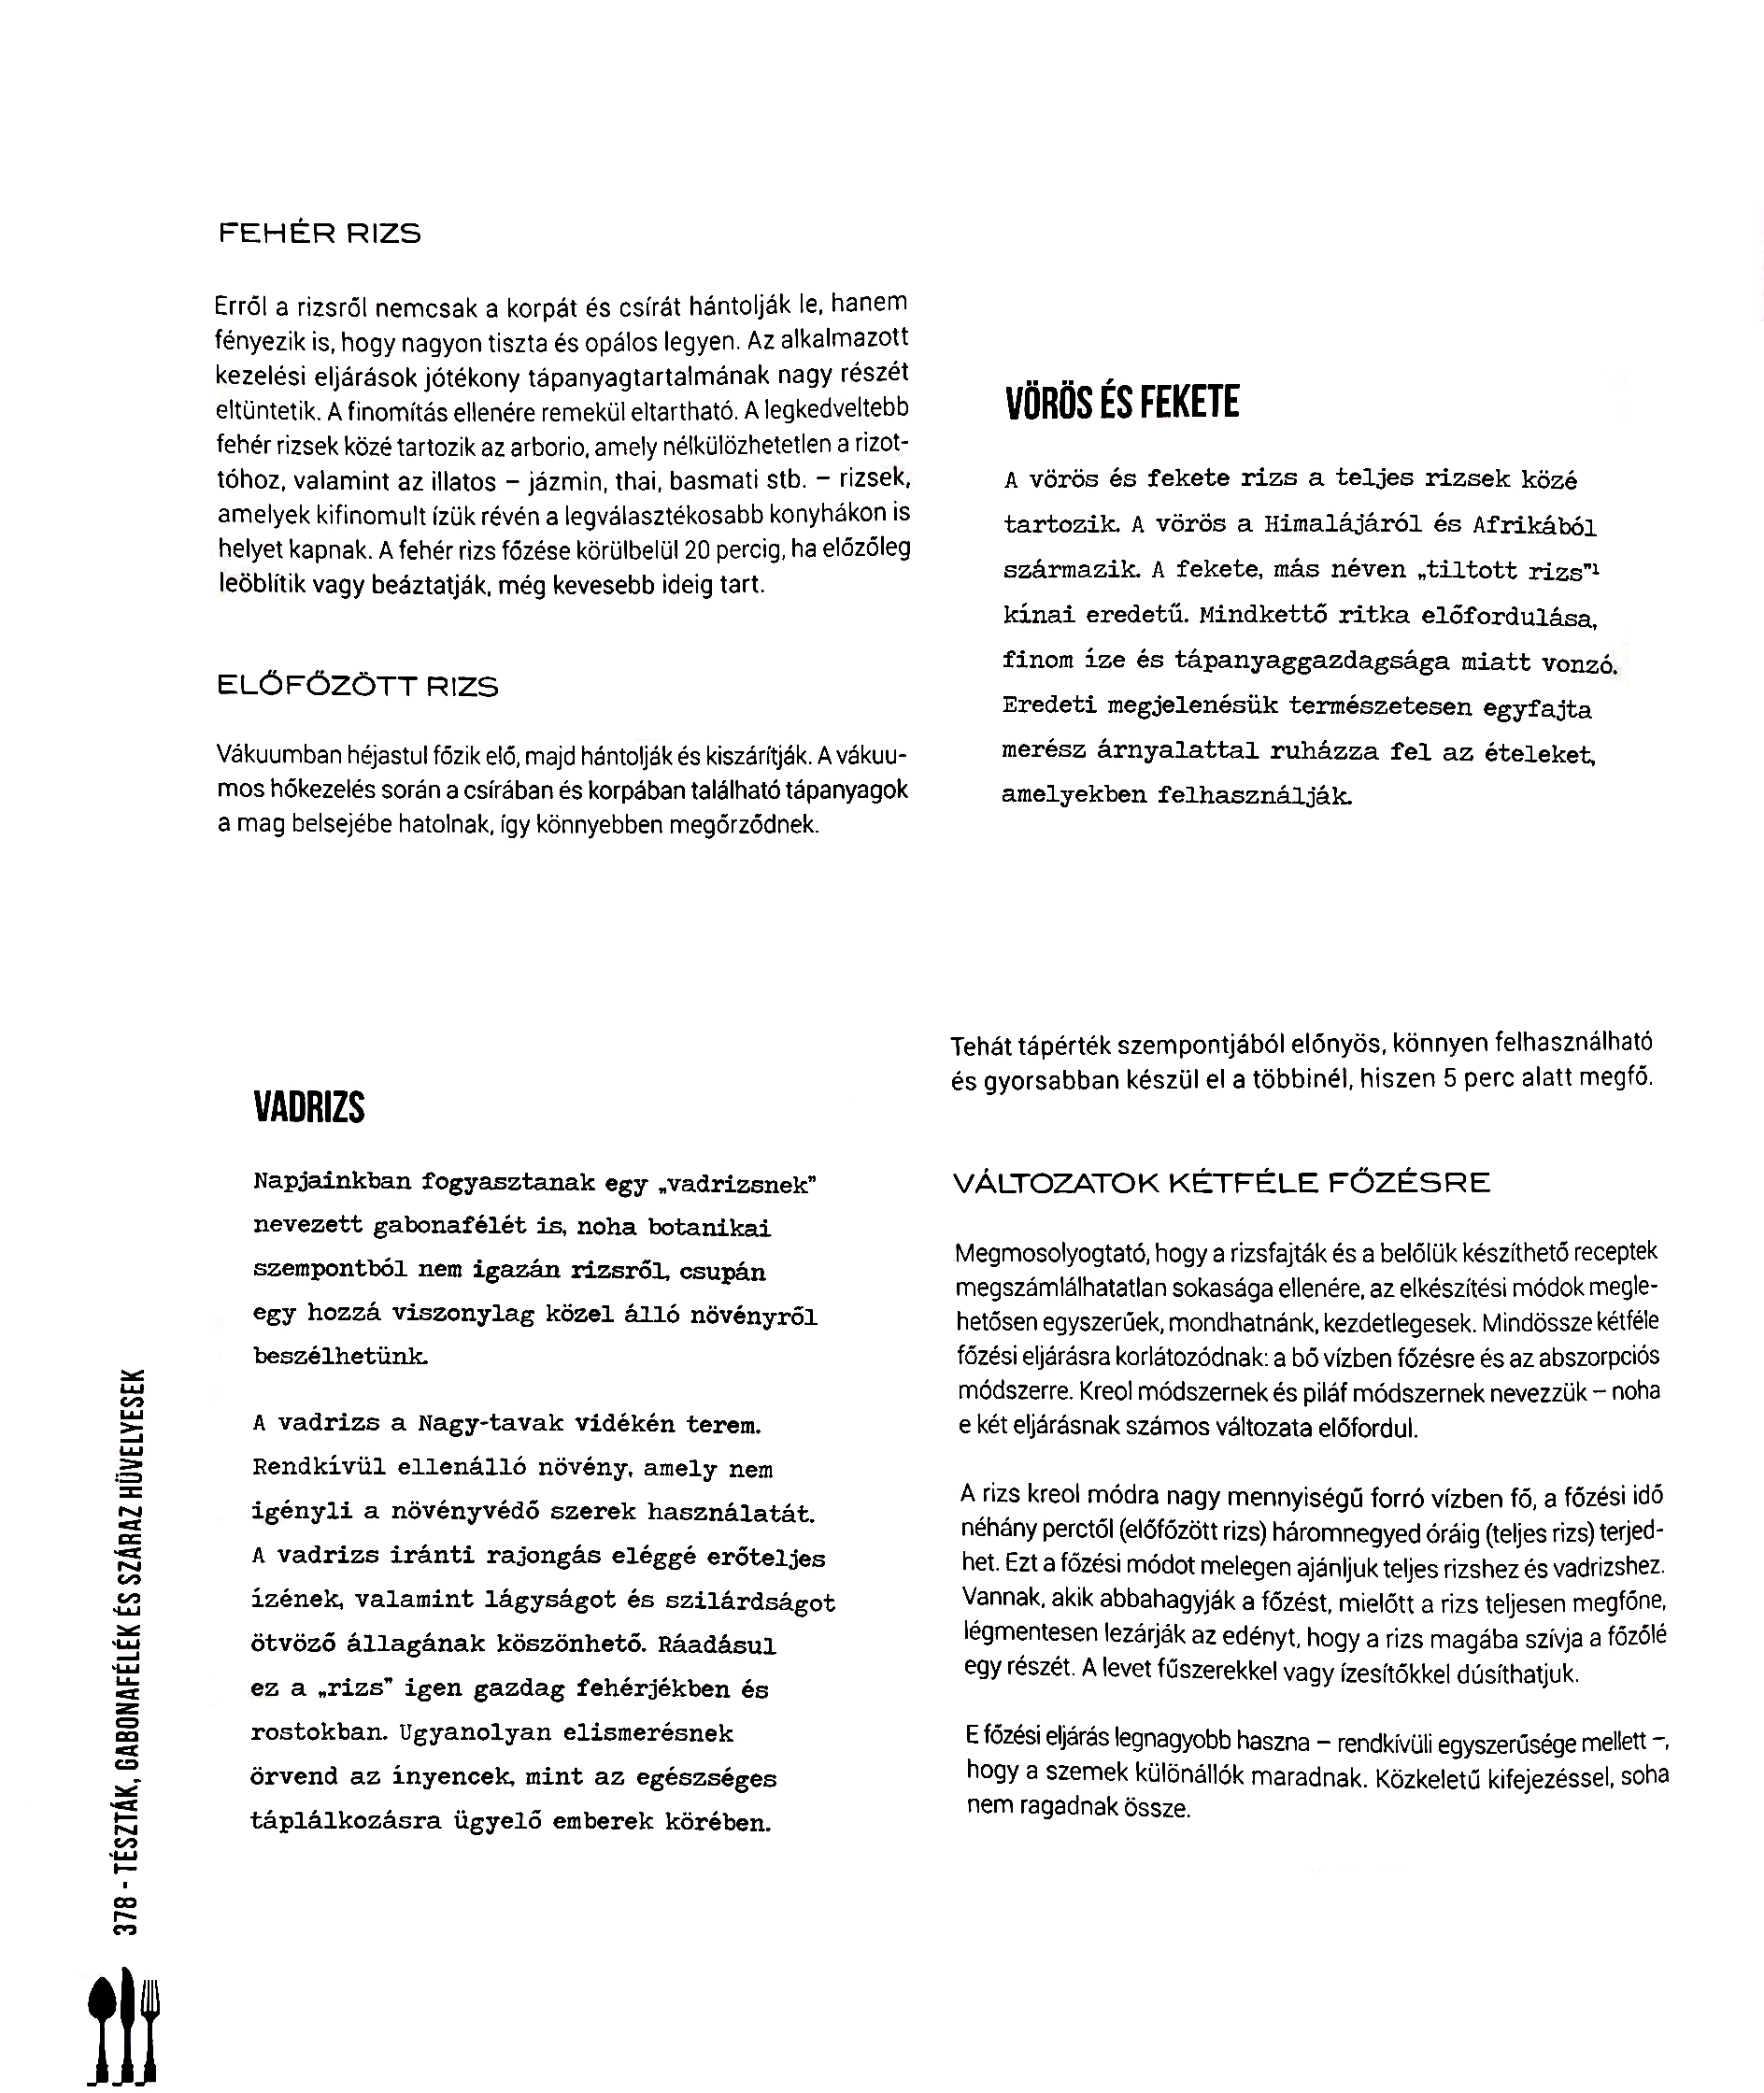 FEHÉR RIZS
Erről a rizsről nemcsak a korpát és csírát hántolják le, hanem
fényezik is, hogy nagyon tiszta és opálos legyen. Az alkalmazott
kezelési eljárások jótékony tápanyagtartalmának nagy részét
eltüntetik. A finomítás ellenére remekül eltartható. A legkedveltebb
fehér rizsek közé tartozik az arborio, amely nélkülözhetetlen a rizot-
tóhoz, valamint az illatos – jázmin, thai, basmati stb. – rizsek,
amelyek kifinomult ízük révén a legválasztékosabb konyhákon is
helyet kapnak. A fehér rizs főzése körülbelül 20 percig, ha előzőleg
leöblítik vagy beáztatják, még kevesebb ideig tart.
ELŐFŐZÖTT RIZS
Vákuumban héjastul főzik elő, majd hántolják és kiszárítják. A vákuu-
mos hőkezelés során a csírában és korpában található tápanyagok
a mag belsejébe hatolnak, így könnyebben megőrződnek.
VÖRÖS ÉS FEKETE
A vörös és fekete rizs a teljes rizsek közé
tartozik. A vörös a Himalájáról és Afrikából
származik. A fekete, más néven „tiltott rizs”¹
kínai eredetű. Mindkettő ritka előfordulása,
finom íze és tápanyaggazdagsága miatt vonzó.
Eredeti megjelenésük természetesen egyfajta
merész árnyalattal ruházza fel az ételeket,
amelyekben felhasználják.
VADRIZS
Napjainkban fogyasztanak egy „vadrizsnek”
nevezett gabonafélét is, noha botanikai
szempontból nem igazán rizsről, csupán
egy hozzá viszonylag közel álló növényről
beszélhetünk.
A vadrizs a Nagy-tavak vidékén terem.
Rendkívül ellenálló növény, amely nem
igényli a növényvédő szerek használatát.
A vadrizs iránti rajongás eléggé erőteljes
ízének, valamint lágyságot és szilárdságot
ötvöző állagának köszönhető. Ráadásul
ez a „rizs” igen gazdag fehérjékben és
rostokban. Ugyanolyan elismerésnek
örvend az ínyencek, mint az egészséges
táplálkozásra ügyelő emberek körében.
Tehát tápérték szempontjából előnyös, könnyen felhasználható
és gyorsabban készül el a többinél, hiszen 5 perc alatt megfő.
VÁLTOZATOK KÉTFÉLE FŐZÉSRE
Megmosolyogtató, hogy a rizsfajták és a belőlük készíthető receptek
megszámlálhatatlan sokasága ellenére, az elkészítési módok megle-
hetősen egyszerűek, mondhatnánk, kezdetlegesek. Mindössze kétféle
főzési eljárásra korlátozódnak: a bő vízben főzésre és az abszorpciós
módszerre. Kreol módszernek és piláf módszernek nevezzük – noha
e két eljárásnak számos változata előfordul.
A rizs kreol módra nagy mennyiségű forró vízben fő, a főzési idő
néhány perctől (előfőzött rizs) háromnegyed óráig (teljes rizs) terjed-
het. Ezt a főzési módot melegen ajánljuk teljes rizshez és vadrizshez.
Vannak, akik abbahagyják a főzést, mielőtt a rizs teljesen megfőne,
légmentesen lezárják az edényt, hogy a rizs magába szívja a főzőlé
egy részét. A levet fűszerekkel vagy ízesítőkkel dúsíthatjuk.
E főzési eljárás legnagyobb haszna – rendkívüli egyszerűsége mellett –,
hogy a szemek különállók maradnak. Közkeletű kifejezéssel, soha
nem ragadnak össze.
378 - TÉSZTÁK, GABONAFÉLÉK ÉS SZÁRAZ HÜVELYESEK